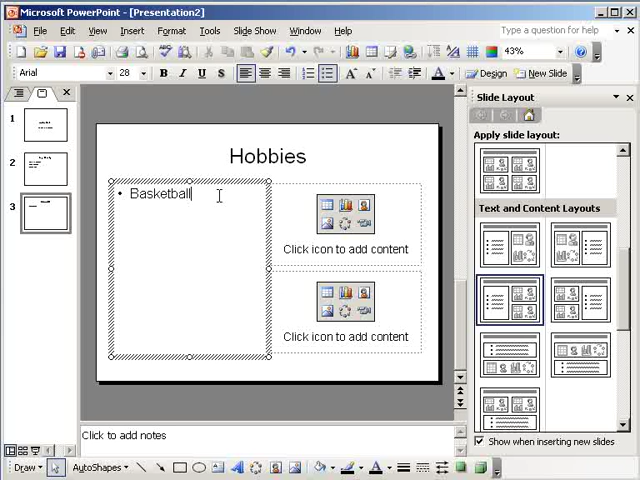 Microsoft PowerPoint - [Presentation2]
File Edit View Insert Format Tools Slide Show Window Help
Type a question for help
43%
Arial 28 B I U S A A A Design New Slide
Slide Layout
Apply slide layout:
Text and Content Layouts
1
2
3
Hobbies
• Basketball
Click icon to add content
Click icon to add content
Click to add notes
Show when inserting new slides
Draw AutoShapes A A